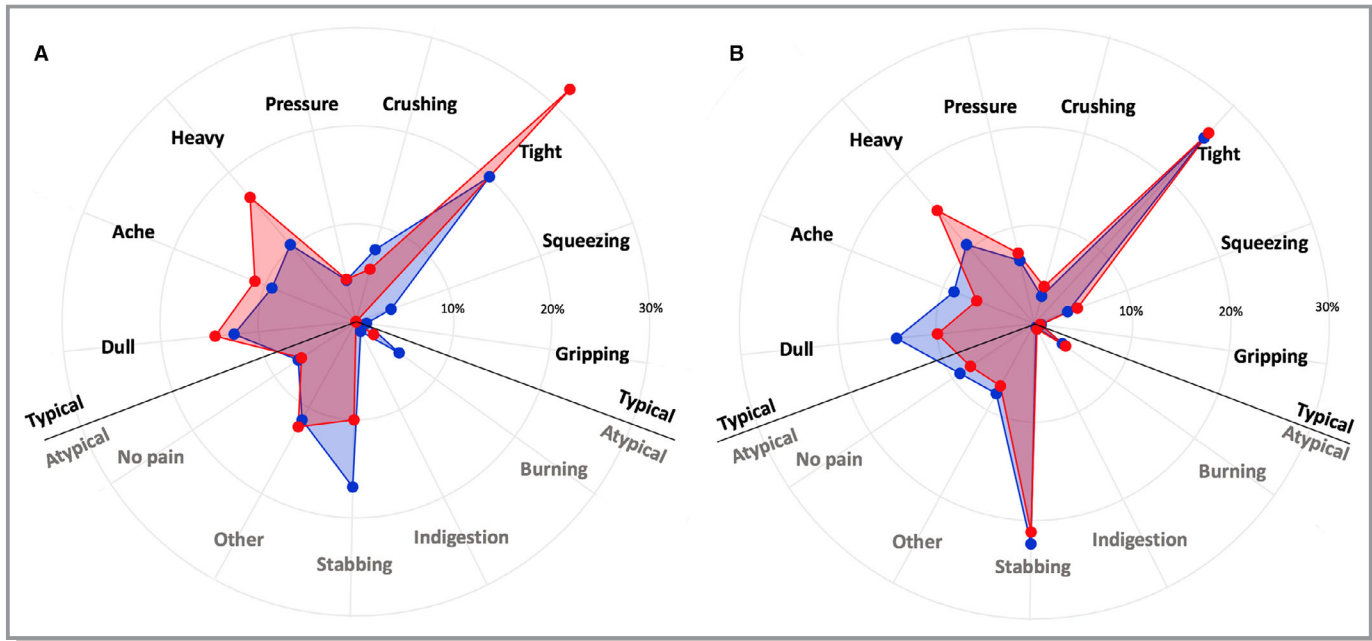 A
Pressure
Crushing
Heavy
Tight
Ache
Squeezing
10%
20%
30%
Dull
Gripping
Typical
Atypical
Typical
Atypical
No pain
Burning
Other
Indigestion
Stabbing
B
Pressure
Crushing
Heavy
Tight
Ache
Squeezing
10%
20%
30%
Dull
Gripping
Typical
Atypical
Typical
Atypical
No pain
Burning
Other
Indigestion
Stabbing